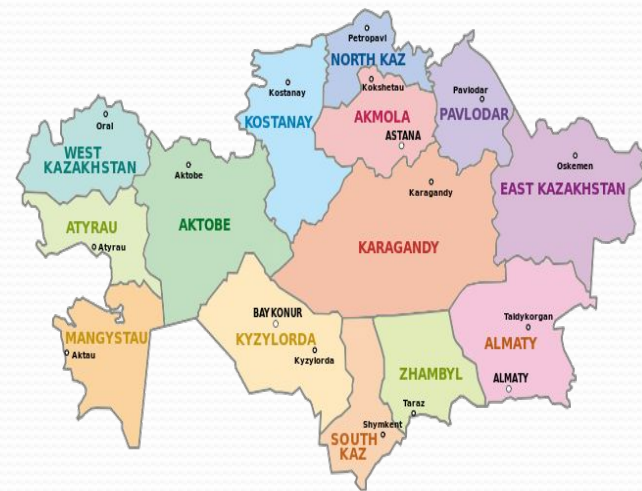 Petropavl
NORTH KAZ
Kostanay
Kokshetau
Pavlodar
KOSTANAY
AKMOLA
PAVLODAR
ASTANA
Oral
WEST
KAZAKHSTAN
Aktobe
Oskemen
Karagandy
EAST KAZAKHSTAN
ATYRAU
AKTOBE
Atyrau
KARAGANDY
BAYKONUR
Taldykorgan
MANGYSTAU
KYZYLORDA
ALMATY
Aktau
Kyzylorda
ZHAMBYL
ALMATY
Taraz
Shymkent
SOUTH
KAZ